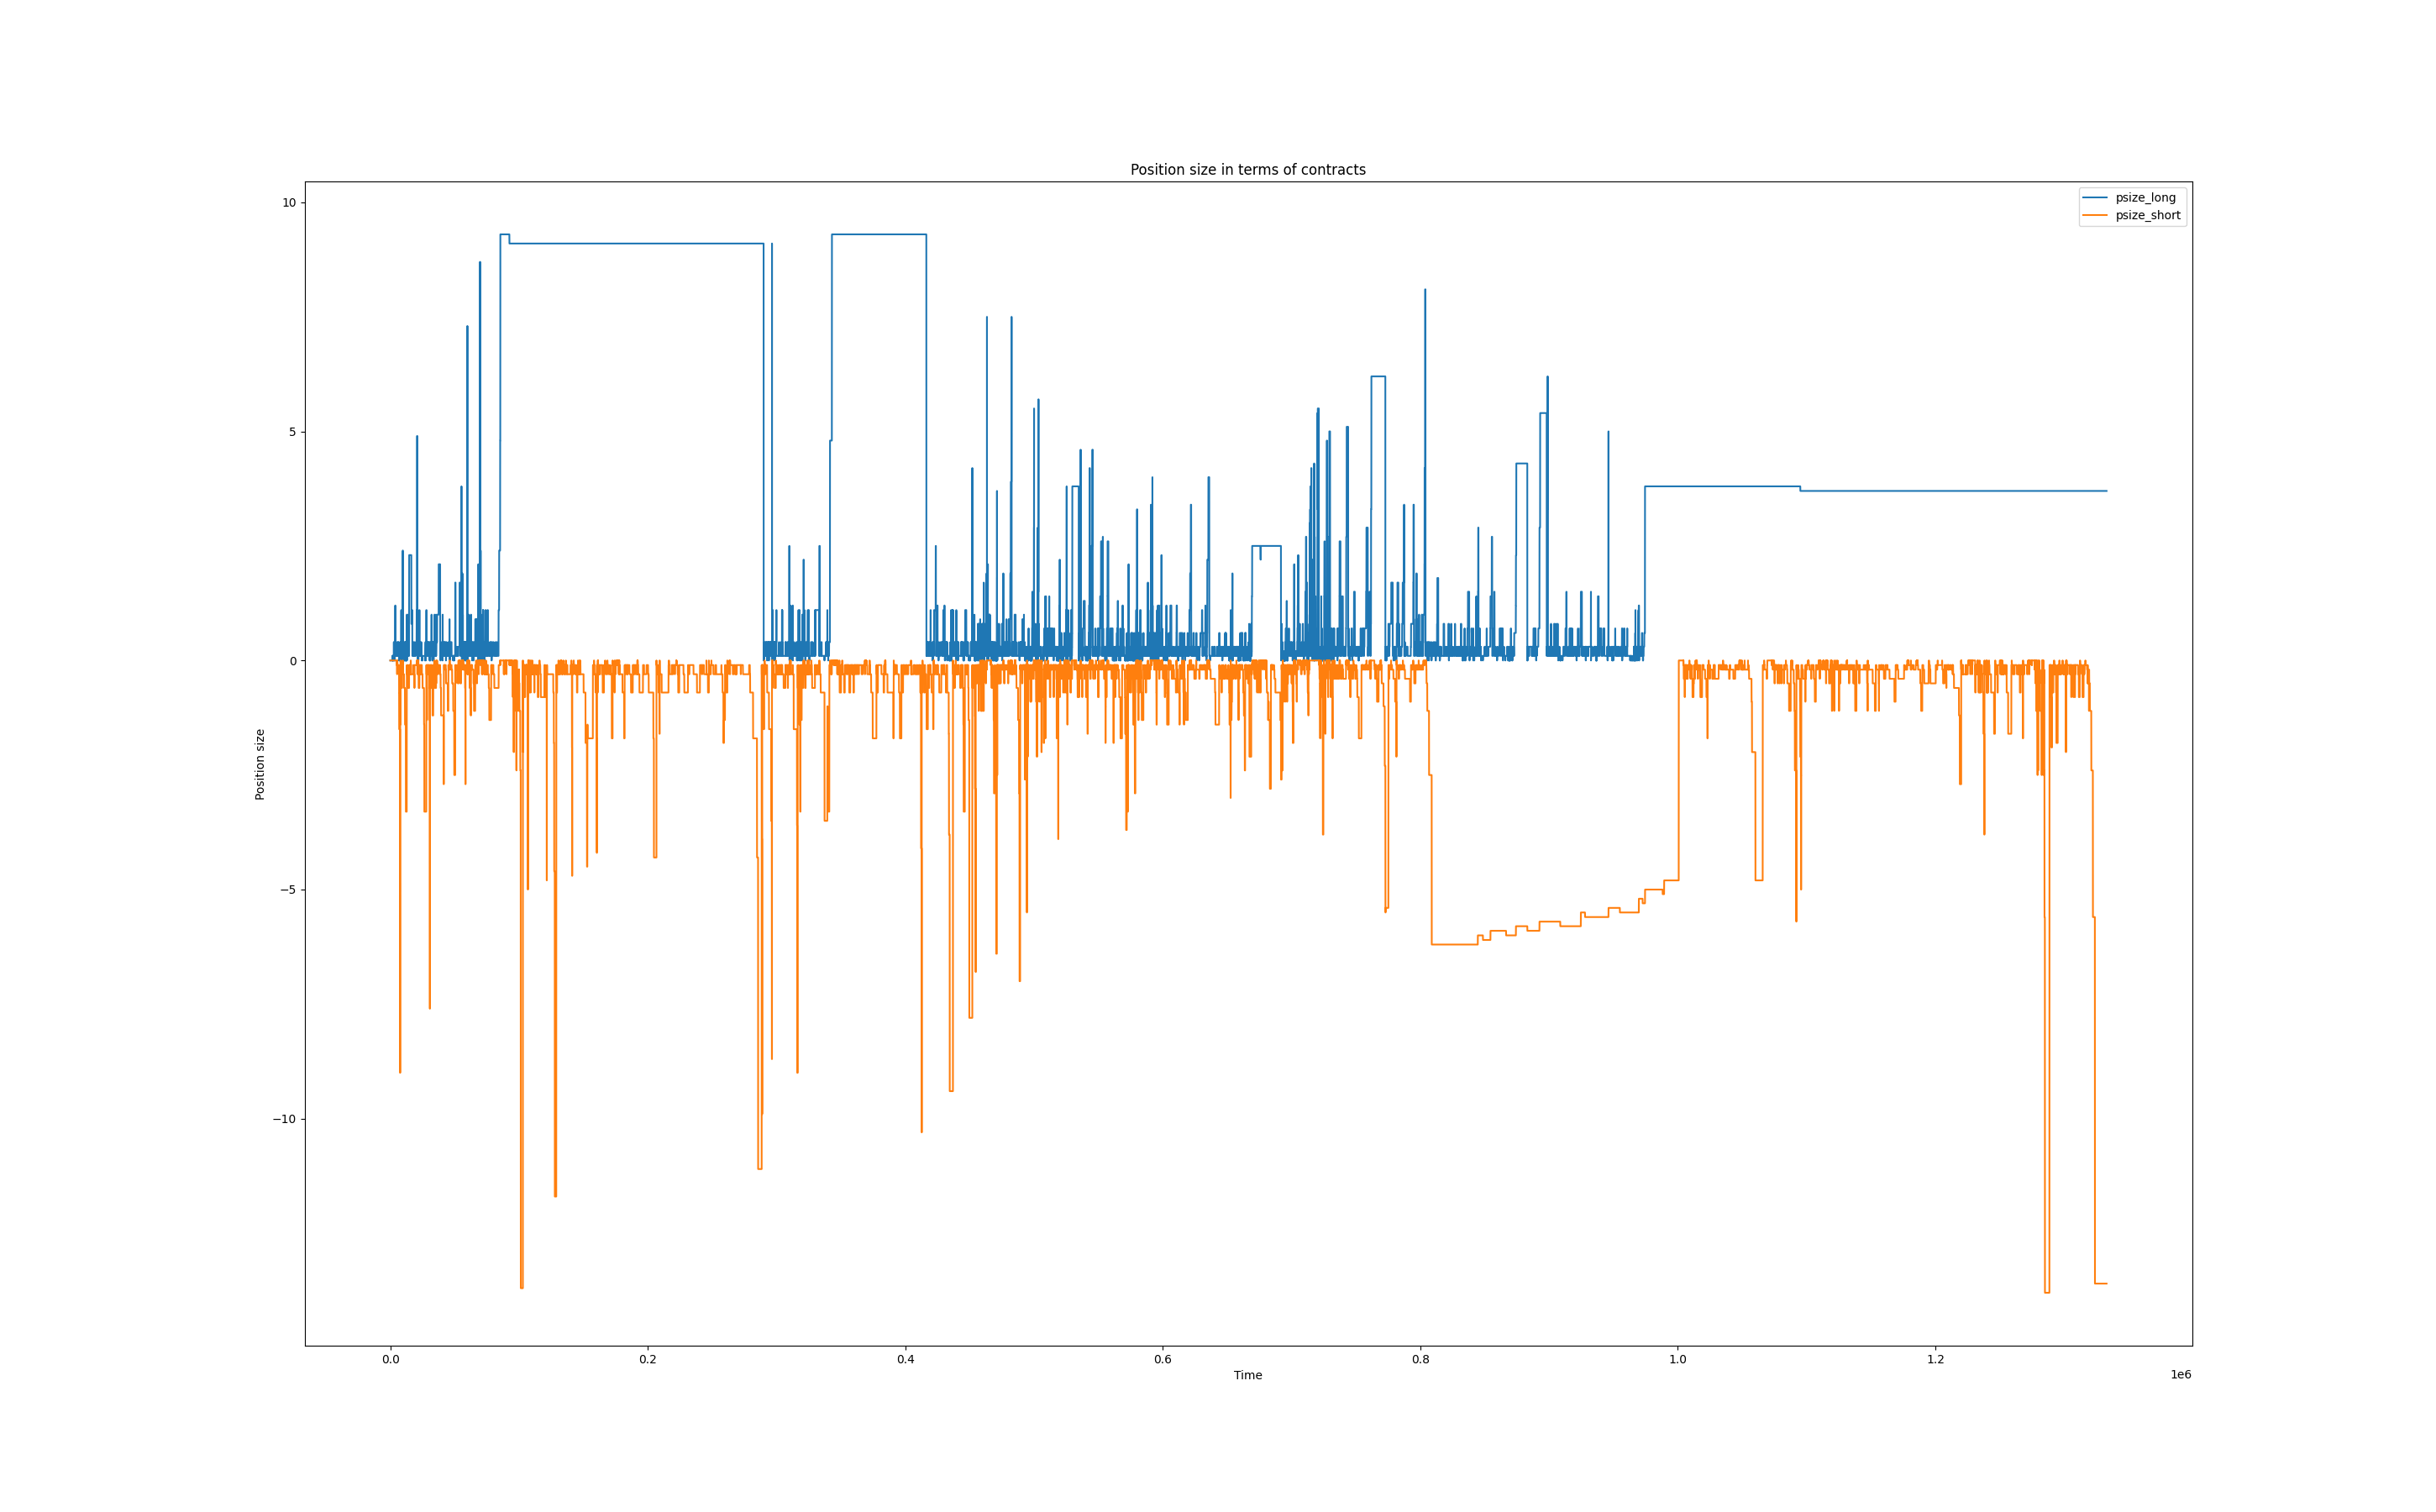 Position size in terms of contracts
psize_long
psize_short
10
5
0
−5
−10
Position size
0.0 0.2 0.4 0.6 0.8 1.0 1.2
Time
1e6